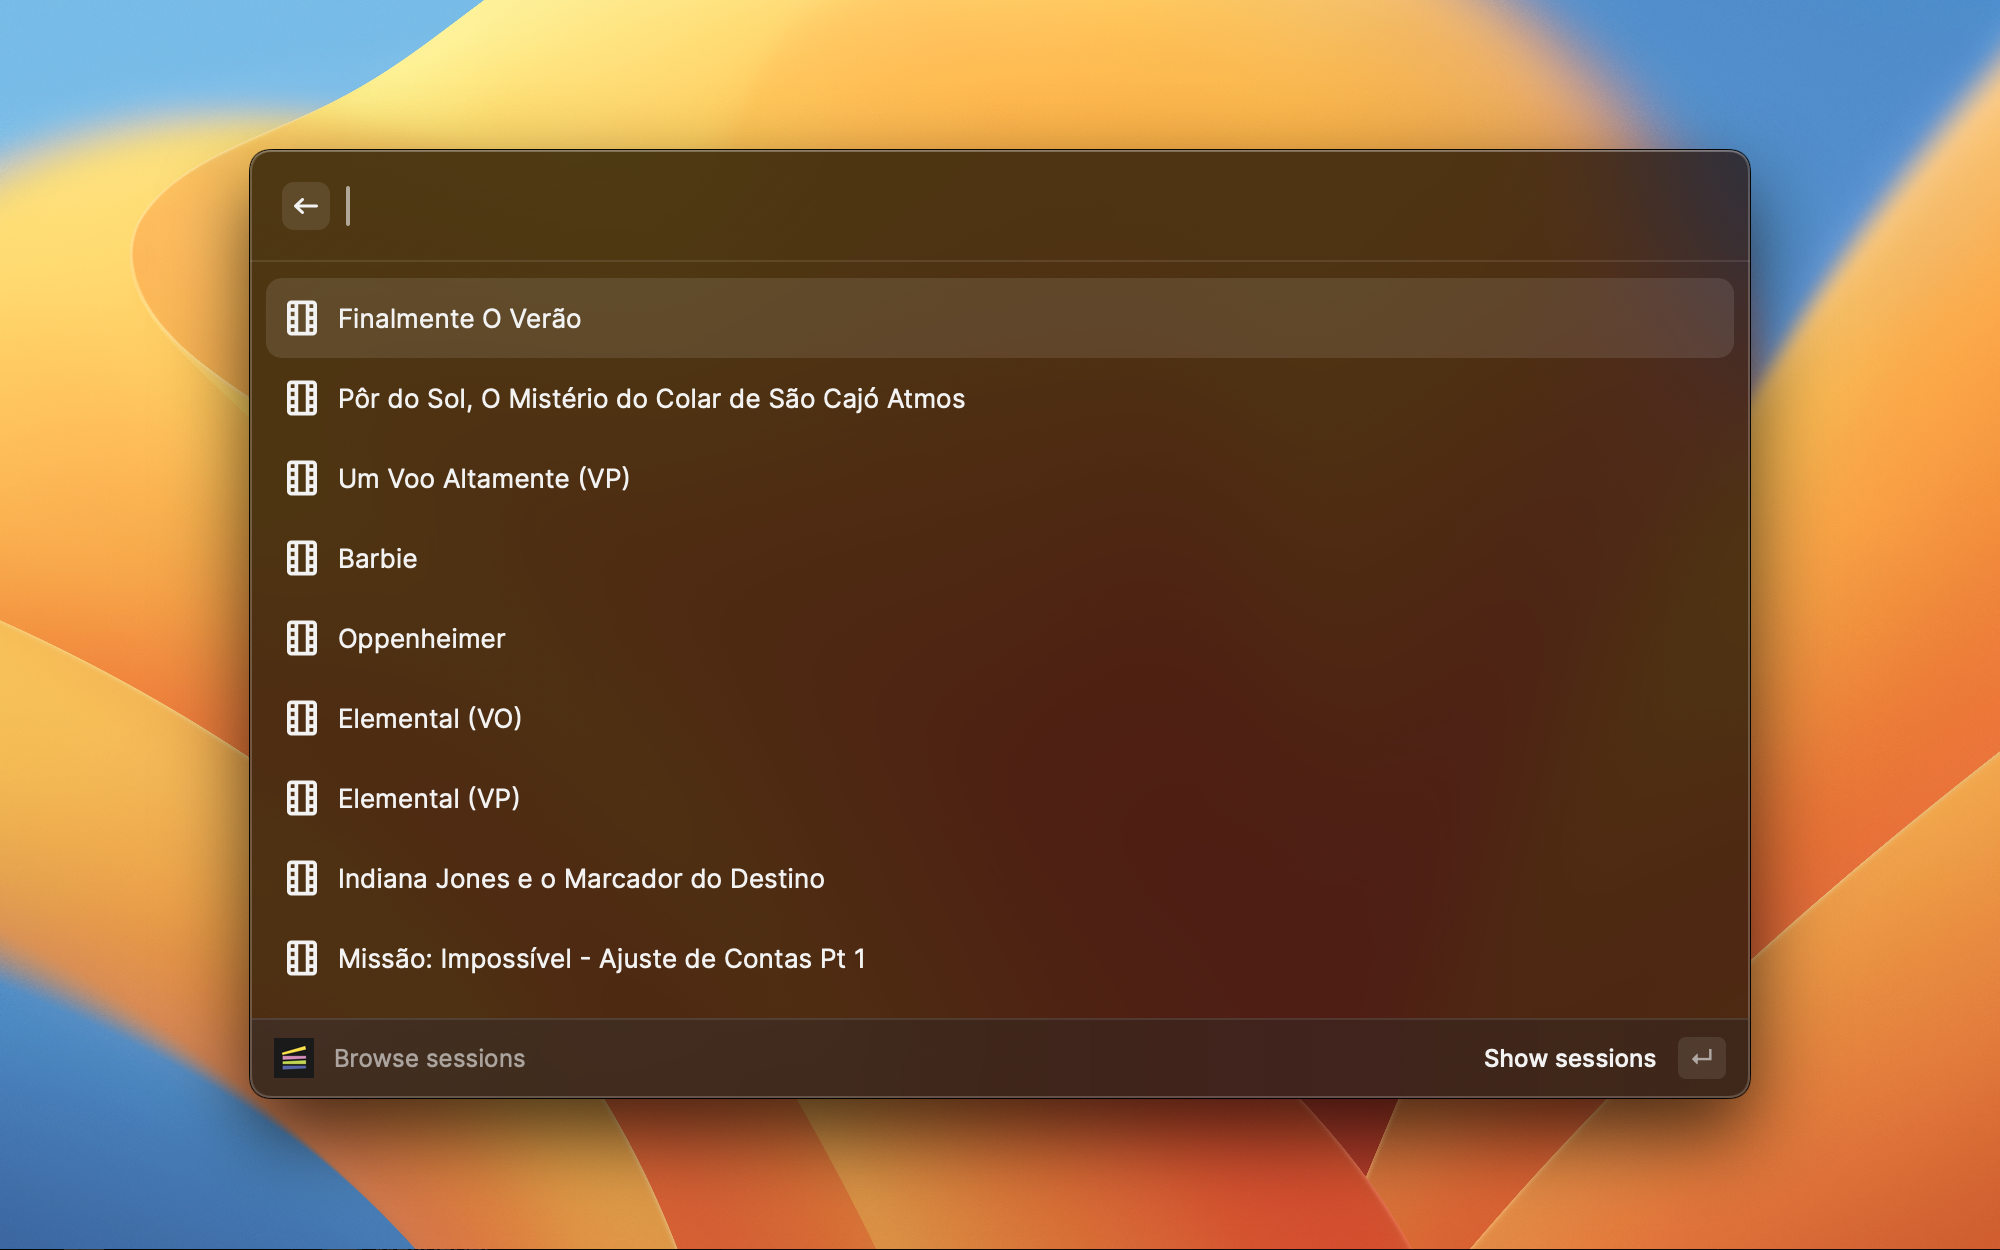 Finalmente O Verão
Pôr do Sol, O Mistério do Colar de São Cajó Atmos
Um Voo Altamente (VP)
Barbie
Oppenheimer
Elemental (VO)
Elemental (VP)
Indiana Jones e o Marcador do Destino
Missão: Impossível - Ajuste de Contas Pt 1
Browse sessions
Show sessions